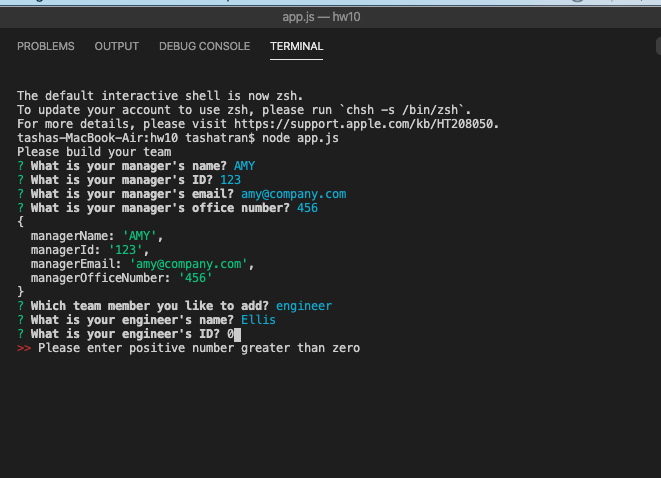 app.js — hw10
PROBLEMS OUTPUT DEBUG CONSOLE TERMINAL
The default interactive shell is now zsh.
To update your account to use zsh, please run `chsh -s /bin/zsh`.
For more details, please visit https://support.apple.com/kb/HT208050.
tashas-MacBook-Air:hw10 tashatran$ node app.js
Please build your team
? What is your manager's name? AMY
? What is your manager's ID? 123
? What is your manager's email? amy@company.com
? What is your manager's office number? 456
{
managerName: 'AMY',
managerId: '123',
managerEmail: 'amy@company.com',
managerOfficeNumber: '456'
}
? Which team member you like to add? engineer
? What is your engineer's name? Ellis
? What is your engineer's ID? 0
>> Please enter positive number greater than zero